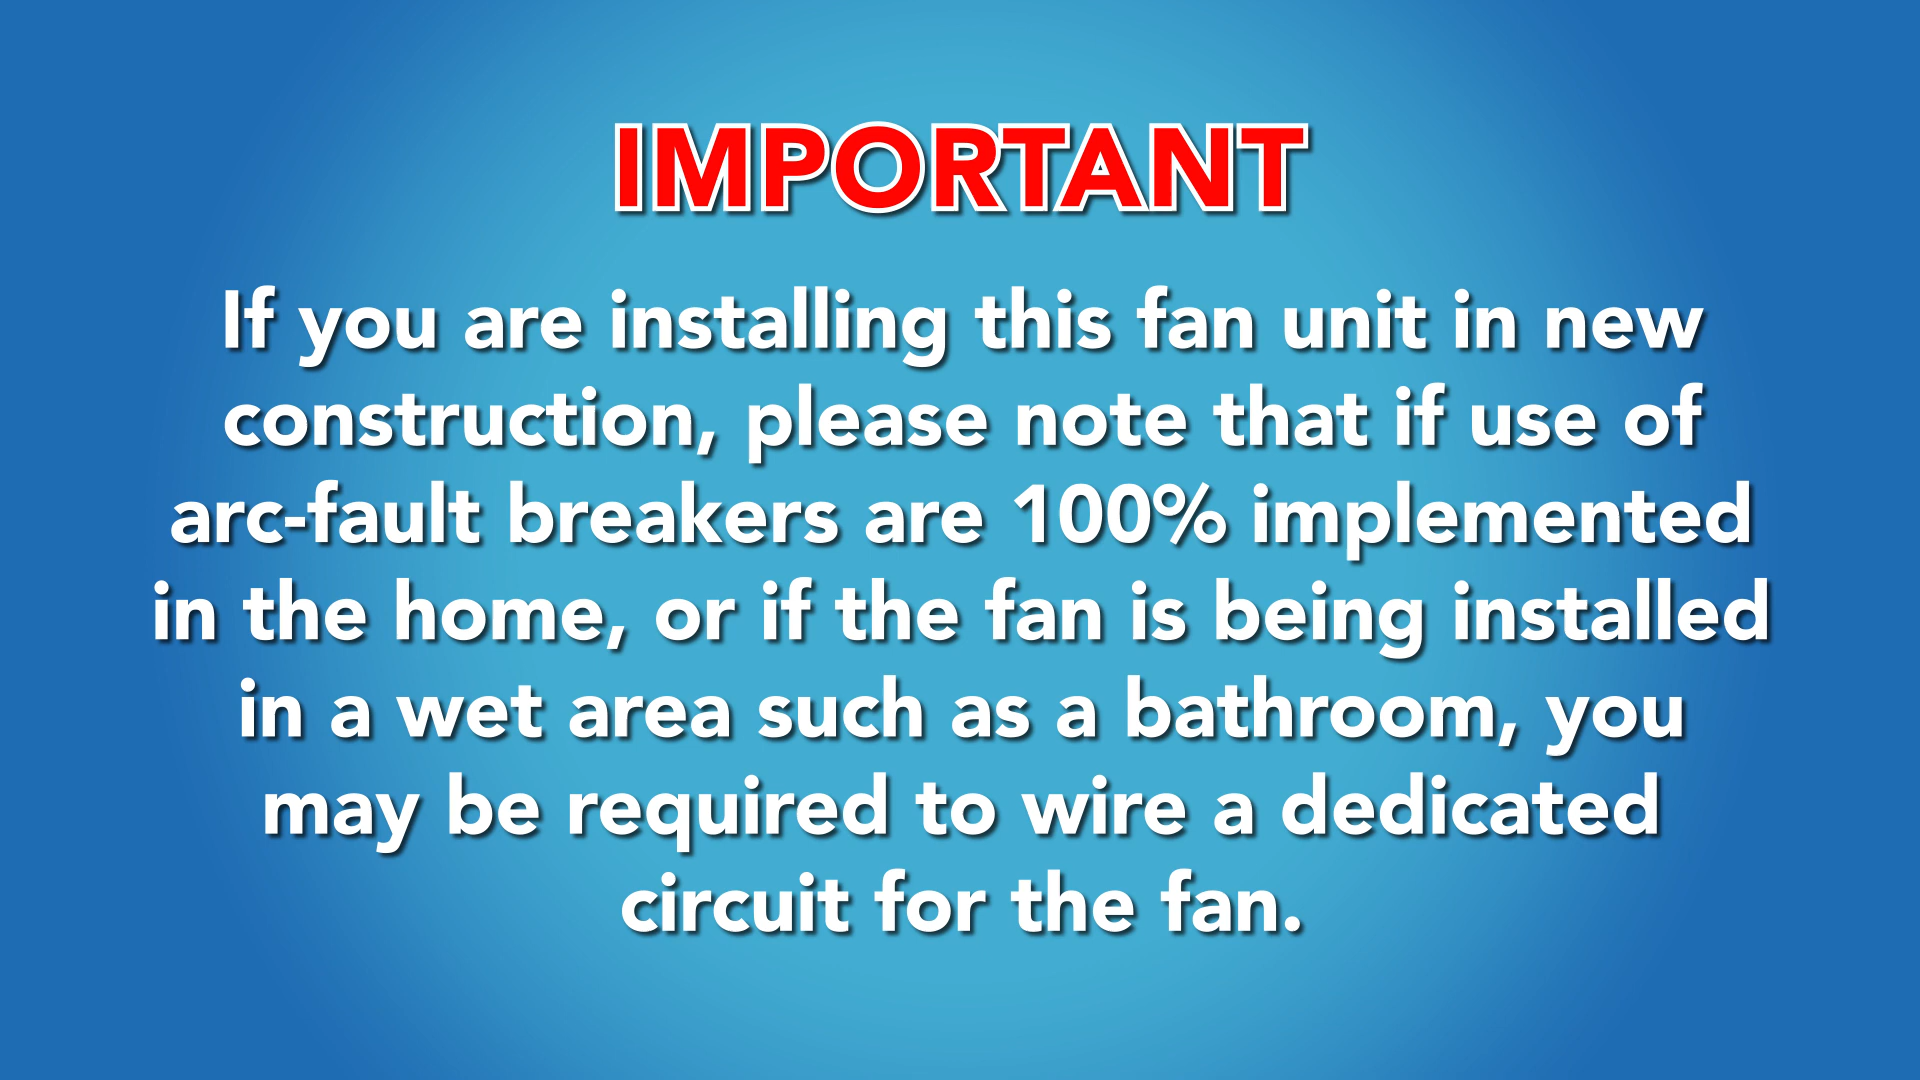 IMPORTANT
If you are installing this fan unit in new
construction, please note that if use of
arc-fault breakers are 100% implemented
in the home, or if the fan is being installed
in a wet area such as a bathroom, you
may be required to wire a dedicated
circuit for the fan.